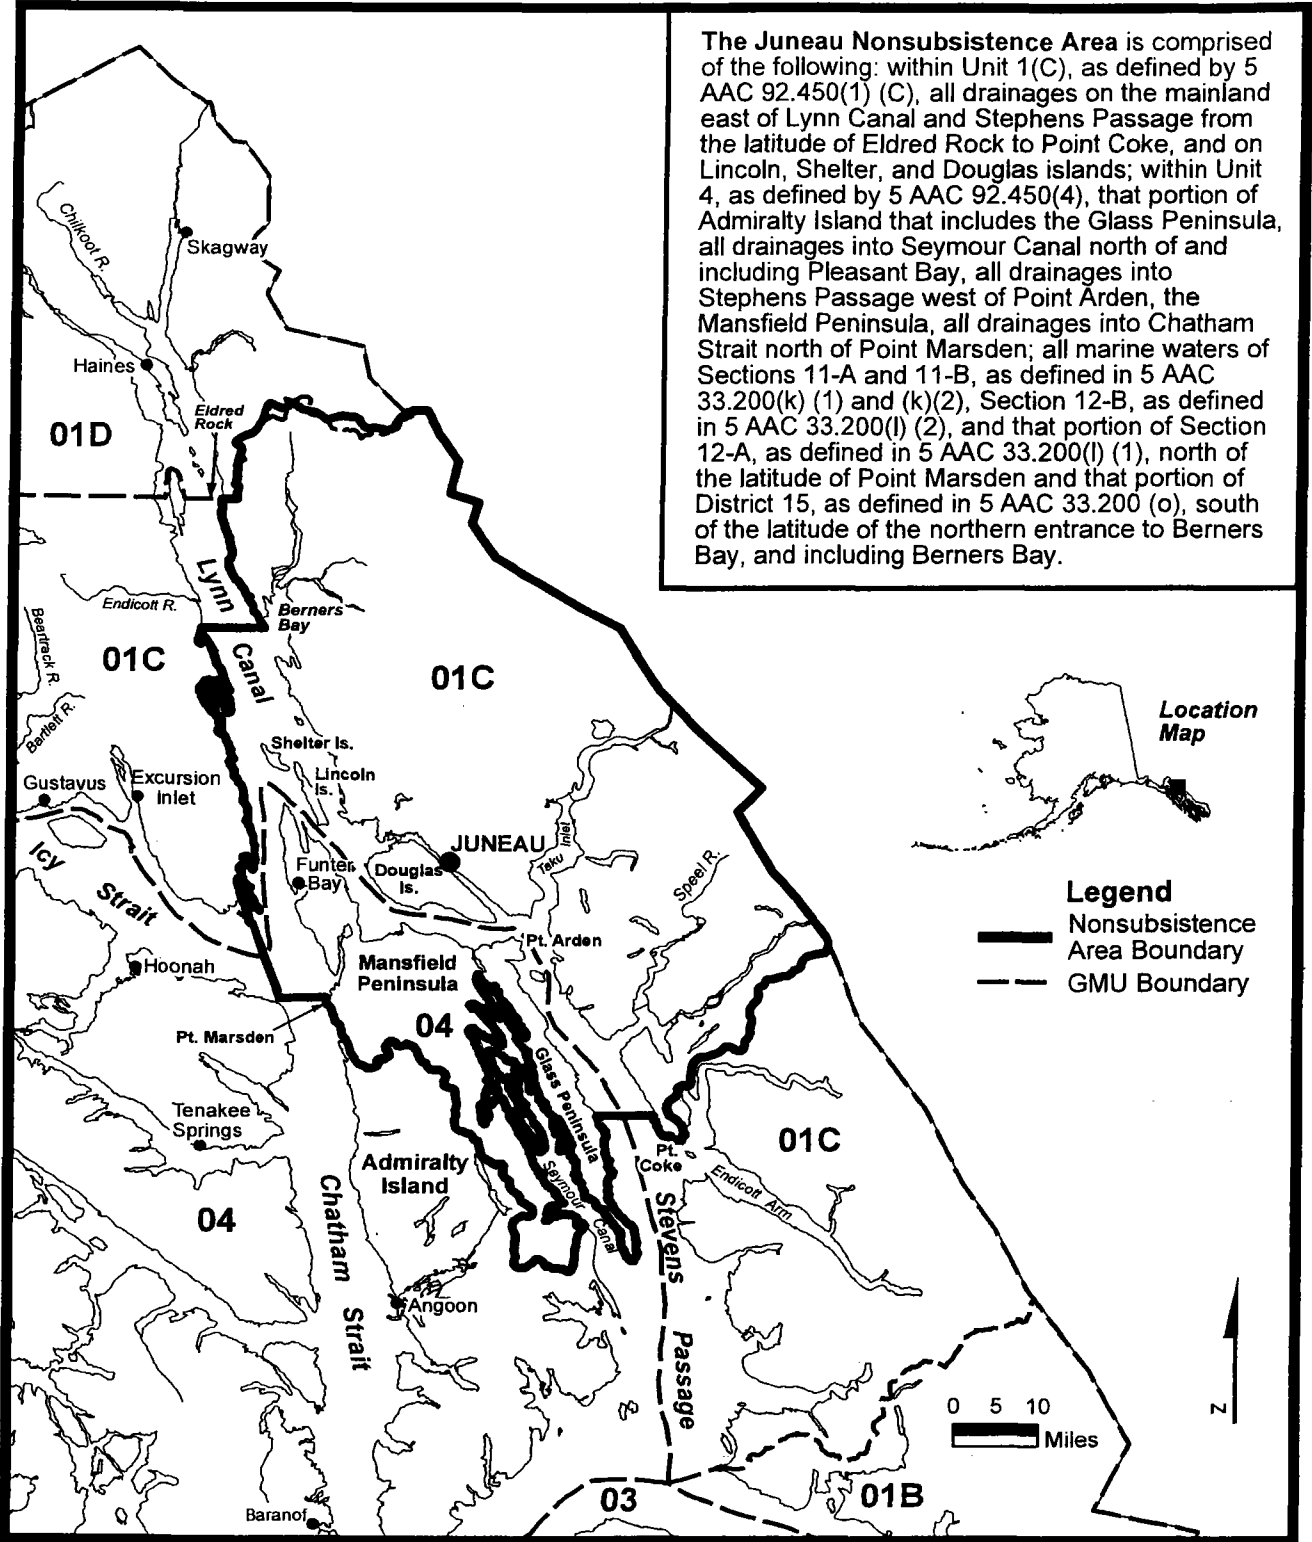 The Juneau Nonsubsistence Area is comprised
of the following: within Unit 1(C), as defined by 5
AAC 92.450(1) (C), all drainages on the mainland
east of Lynn Canal and Stephens Passage from
the latitude of Eldred Rock to Point Coke, and on
Lincoln, Shelter, and Douglas islands; within Unit
4, as defined by 5 AAC 92.450(4), that portion of
Admiralty Island that includes the Glass Peninsula,
all drainages into Seymour Canal north of and
including Pleasant Bay, all drainages into
Stephens Passage west of Point Arden, the
Mansfield Peninsula, all drainages into Chatham
Strait north of Point Marsden; all marine waters of
Sections 11-A and 11-B, as defined in 5 AAC
33.200(k) (1) and (k)(2), Section 12-B, as defined
in 5 AAC 33.200(l) (2), and that portion of Section
12-A, as defined in 5 AAC 33.200(l) (1), north of
the latitude of Point Marsden and that portion of
District 15, as defined in 5 AAC 33.200 (o), south
of the latitude of the northern entrance to Berners
Bay, and including Berners Bay.
Chilkoot R.
Skagway
Haines
Eldred
Rock
01D
Lynn
Canal
Endicott R.
Berners
Bay
Beartrack R.
01C
01C
Bartlett R.
Shelter Is.
Lincoln
Is.
Gustavus
Excursion
Inlet
JUNEAU
Taku Inlet
Icy
Strait
Funter
Bay
Douglas
Is.
Speel R.
Pt. Arden
Hoonah
Mansfield
Peninsula
04
Pt. Marsden
Glass Peninsula
Tenakee
Springs
01C
Pt.
Coke
Admiralty
Island
Seymour
Canal
Endicott Arm
04
Chatham
Strait
Stevens
Passage
Angoon
Baranof
03
01B
Location
Map
Legend
Nonsubsistence
Area Boundary
GMU Boundary
N
0 5 10
Miles